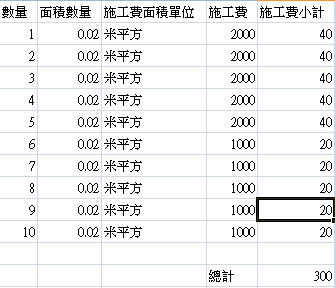 數量 面積數量 施工費面積單位 施工費 施工費小計
1 0.02 米平方 2000 40
2 0.02 米平方 2000 40
3 0.02 米平方 2000 40
4 0.02 米平方 2000 40
5 0.02 米平方 2000 40
6 0.02 米平方 1000 20
7 0.02 米平方 1000 20
8 0.02 米平方 1000 20
9 0.02 米平方 1000 20
10 0.02 米平方 1000 20
總計 300